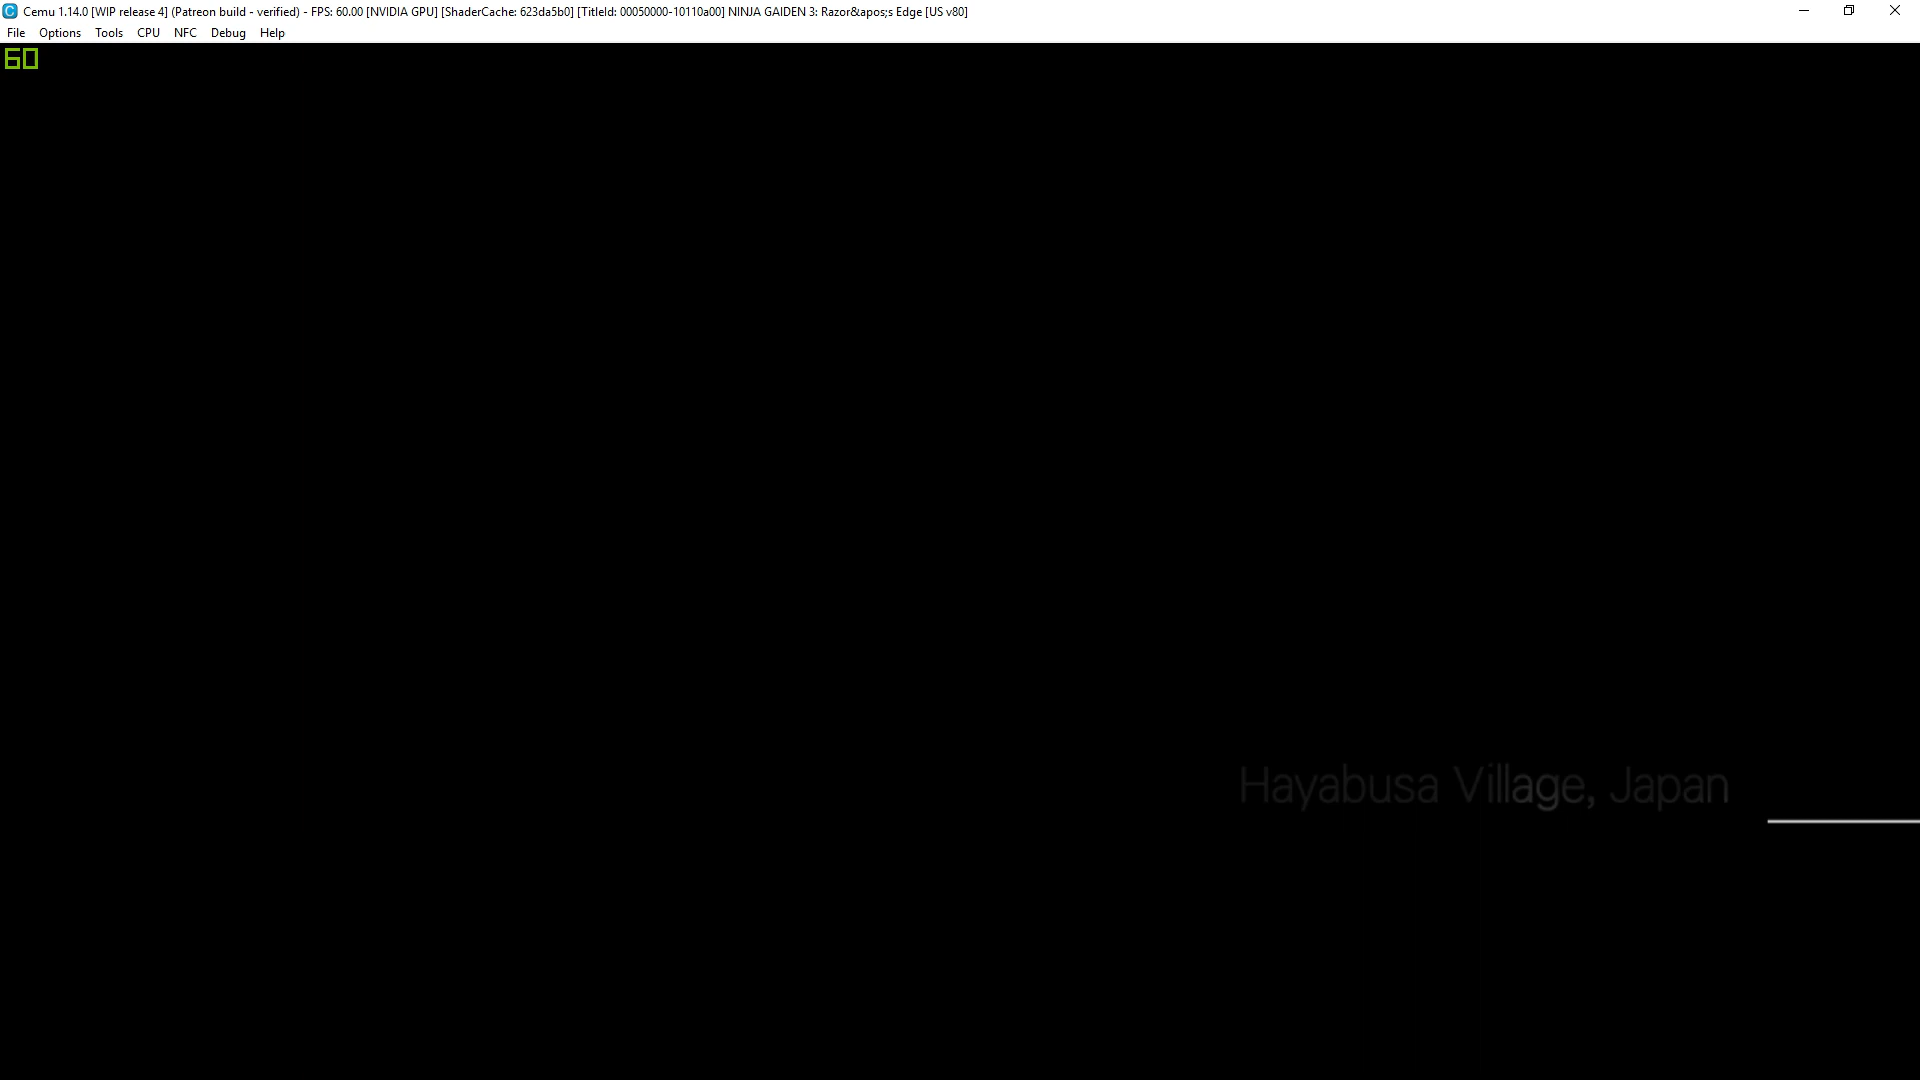 Cemu 1.14.0 [WIP release 4] (Patreon build - verified) - FPS: 60.00 [NVIDIA GPU] [ShaderCache: 623da5b0] [TitleId: 00050000-10110a00] NINJA GAIDEN 3: Razor&apos;s Edge [US v80]
File Options Tools CPU NFC Debug Help
60
Hayabusa Village, Japan